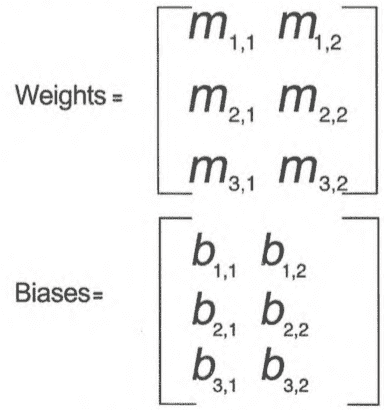 m1,1 m1,2
Weights = m2,1 m2,2
m3,1 m3,2
b1,1 b1,2
Biases= b2,1 b2,2
b3,1 b3,2